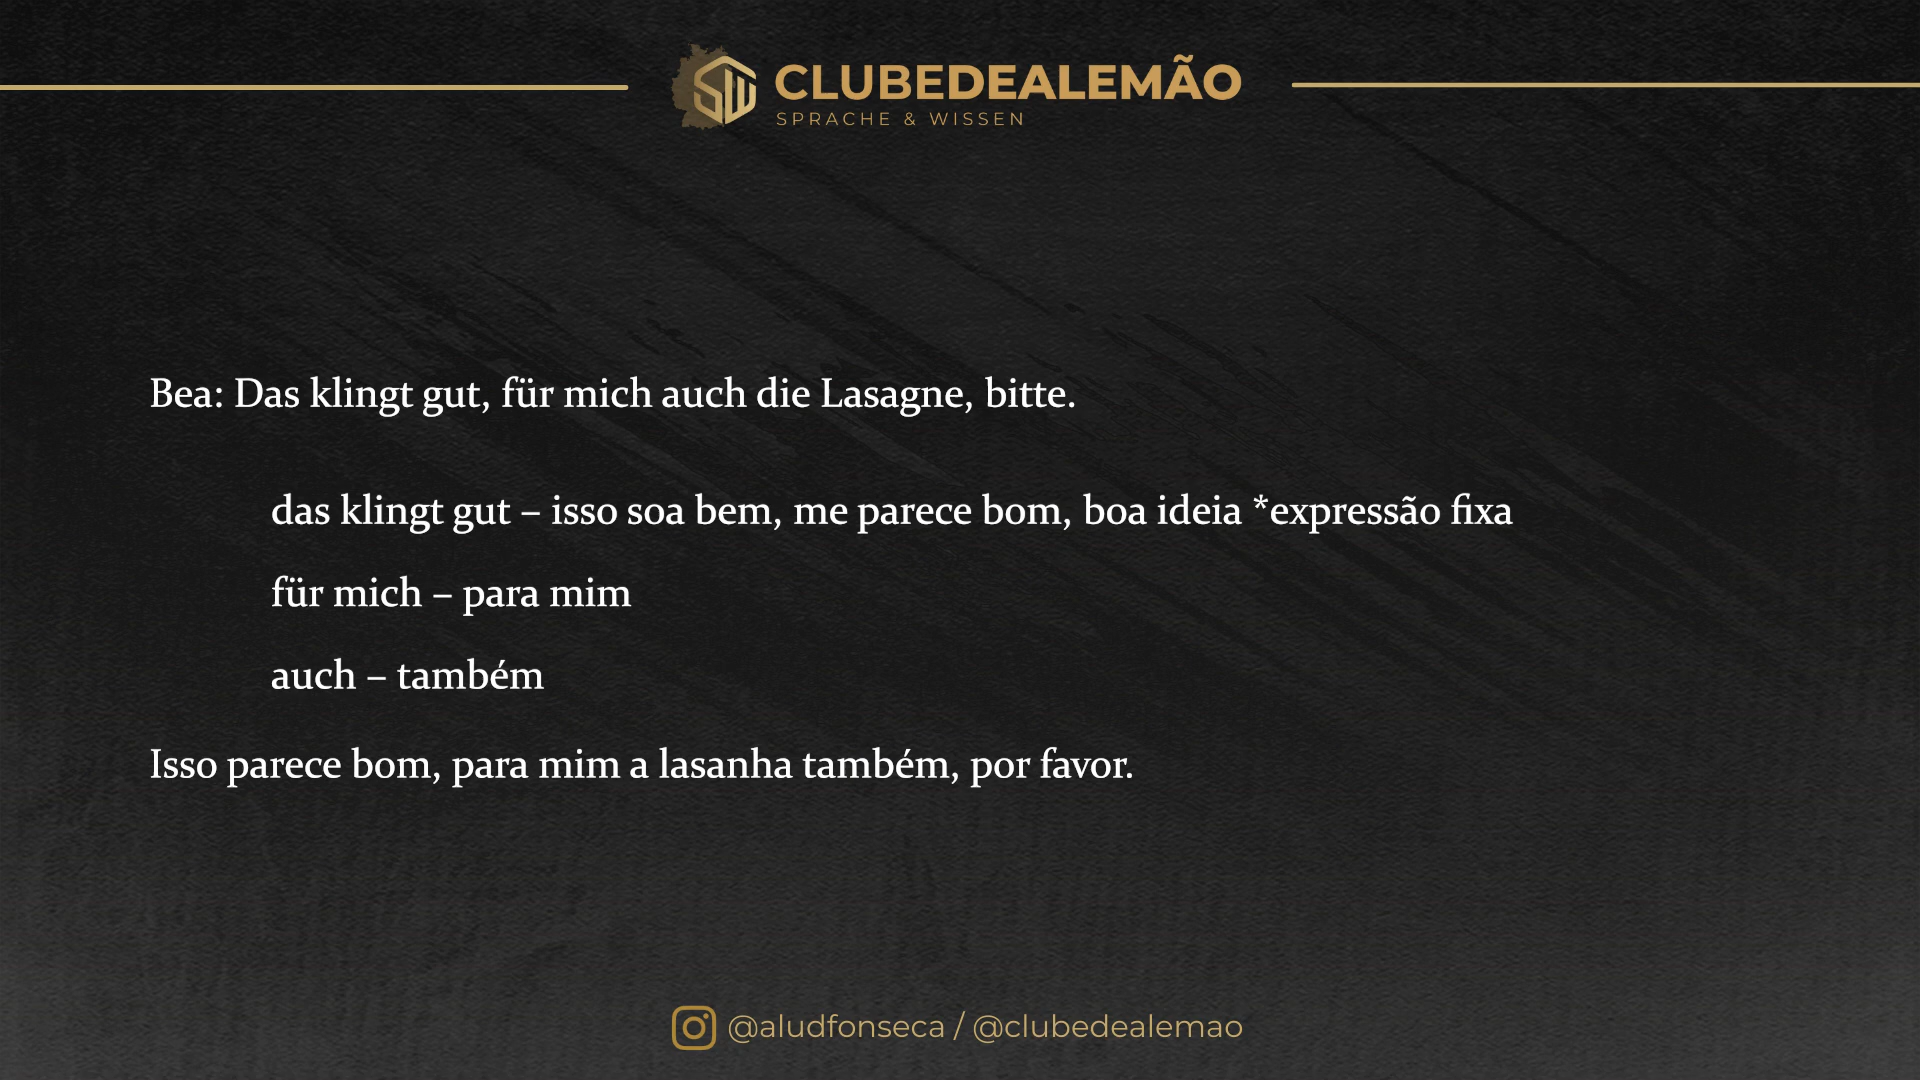 CLUBEDEALEMÃO
SPRACHE & WISSEN
Bea: Das klingt gut, für mich auch die Lasagne, bitte.
das klingt gut – isso soa bem, me parece bom, boa ideia *expressão fixa
für mich – para mim
auch – também
Isso parece bom, para mim a lasanha também, por favor.
@aludfonseca / @clubedealemao